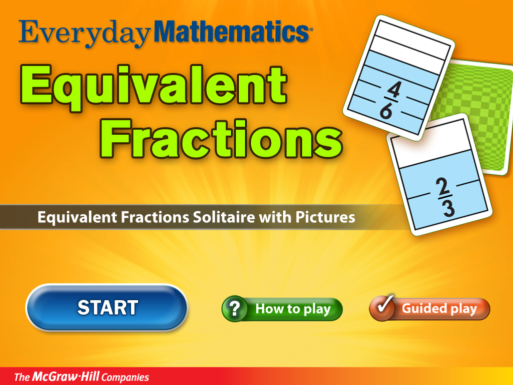 Everyday Mathematics®
Equivalent
Fractions
4
6
2
3
Equivalent Fractions Solitaire with Pictures
START
? How to play
Guided play
The McGraw·Hill Companies